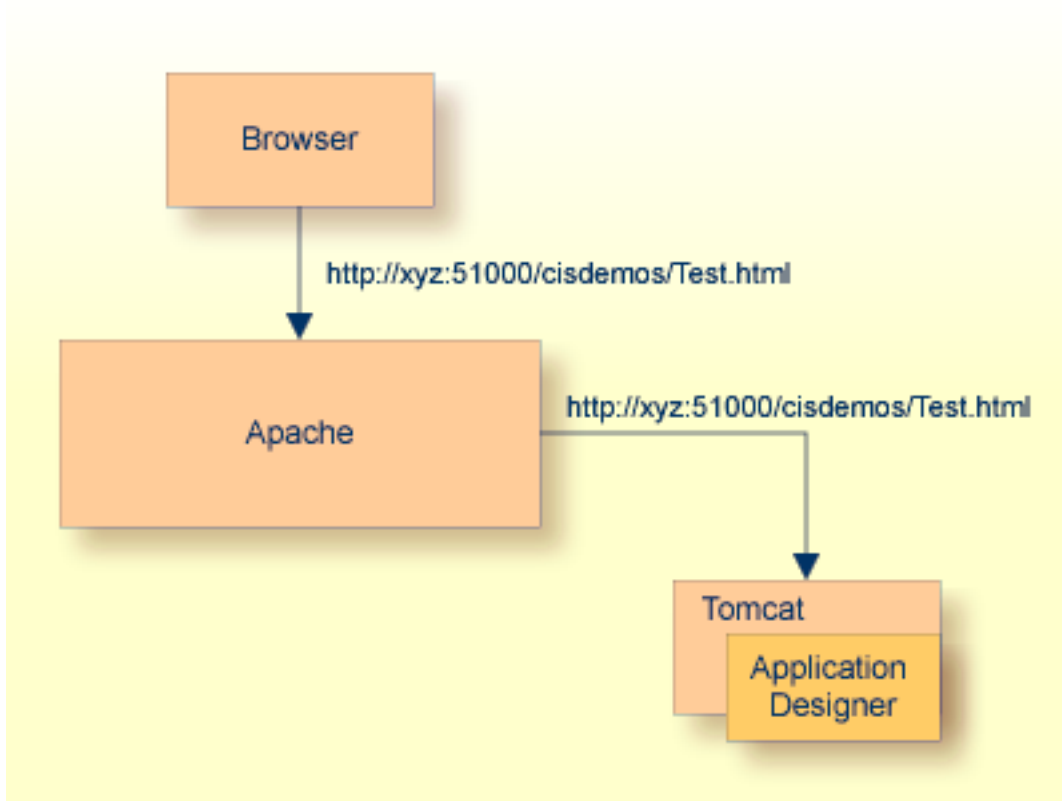 Browser
http://xyz:51000/cisdemos/Test.html
Apache
http://xyz:51000/cisdemos/Test.html
Tomcat
Application
Designer